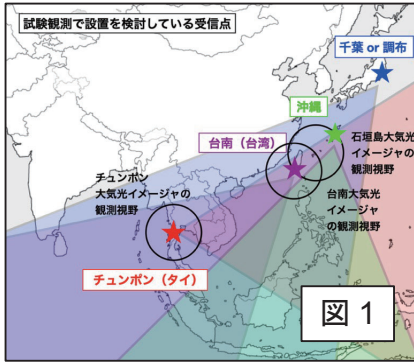 試験観測で設置を検討している受信点
千葉 or 調布
沖縄
台南（台湾）
石垣島大気光
イメージャの
観測視野
チュンポン
大気光イメージャの
観測視野
台南大気光
イメージャ
の観測視野
チュンポン（タイ）
図 1